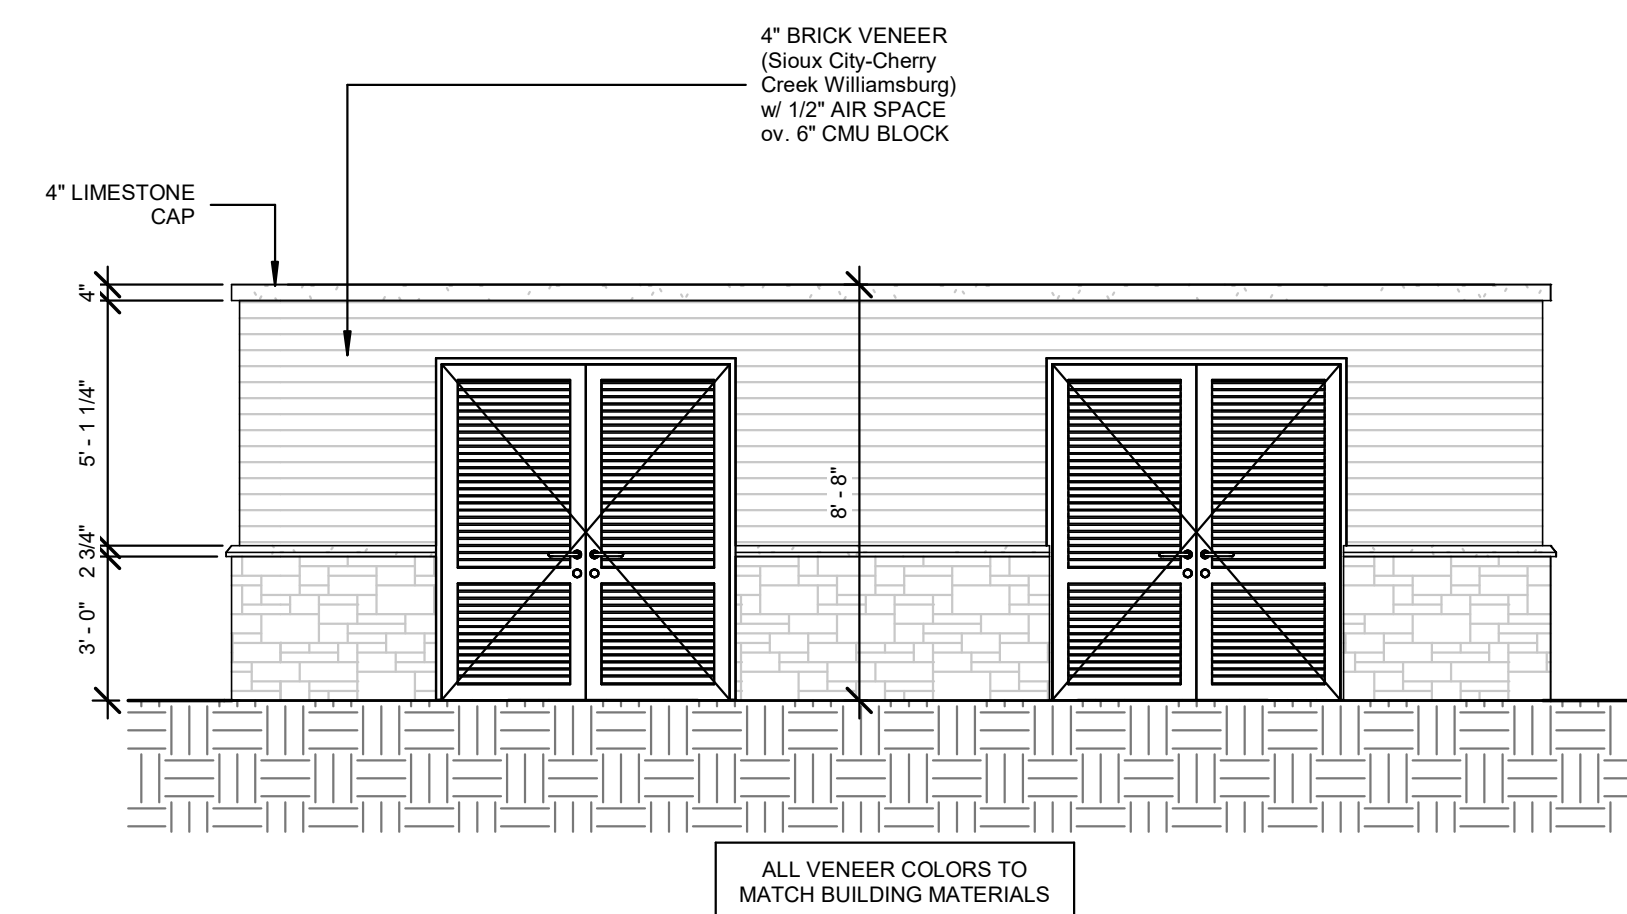 4" BRICK VENEER
(Sioux City-Cherry
Creek Williamsburg)
w/ 1/2" AIR SPACE
ov. 6" CMU BLOCK
4" LIMESTONE
CAP
4"
5' - 1 1/4"
2 3/4"
3' - 0"
8' - 8"
ALL VENEER COLORS TO
MATCH BUILDING MATERIALS